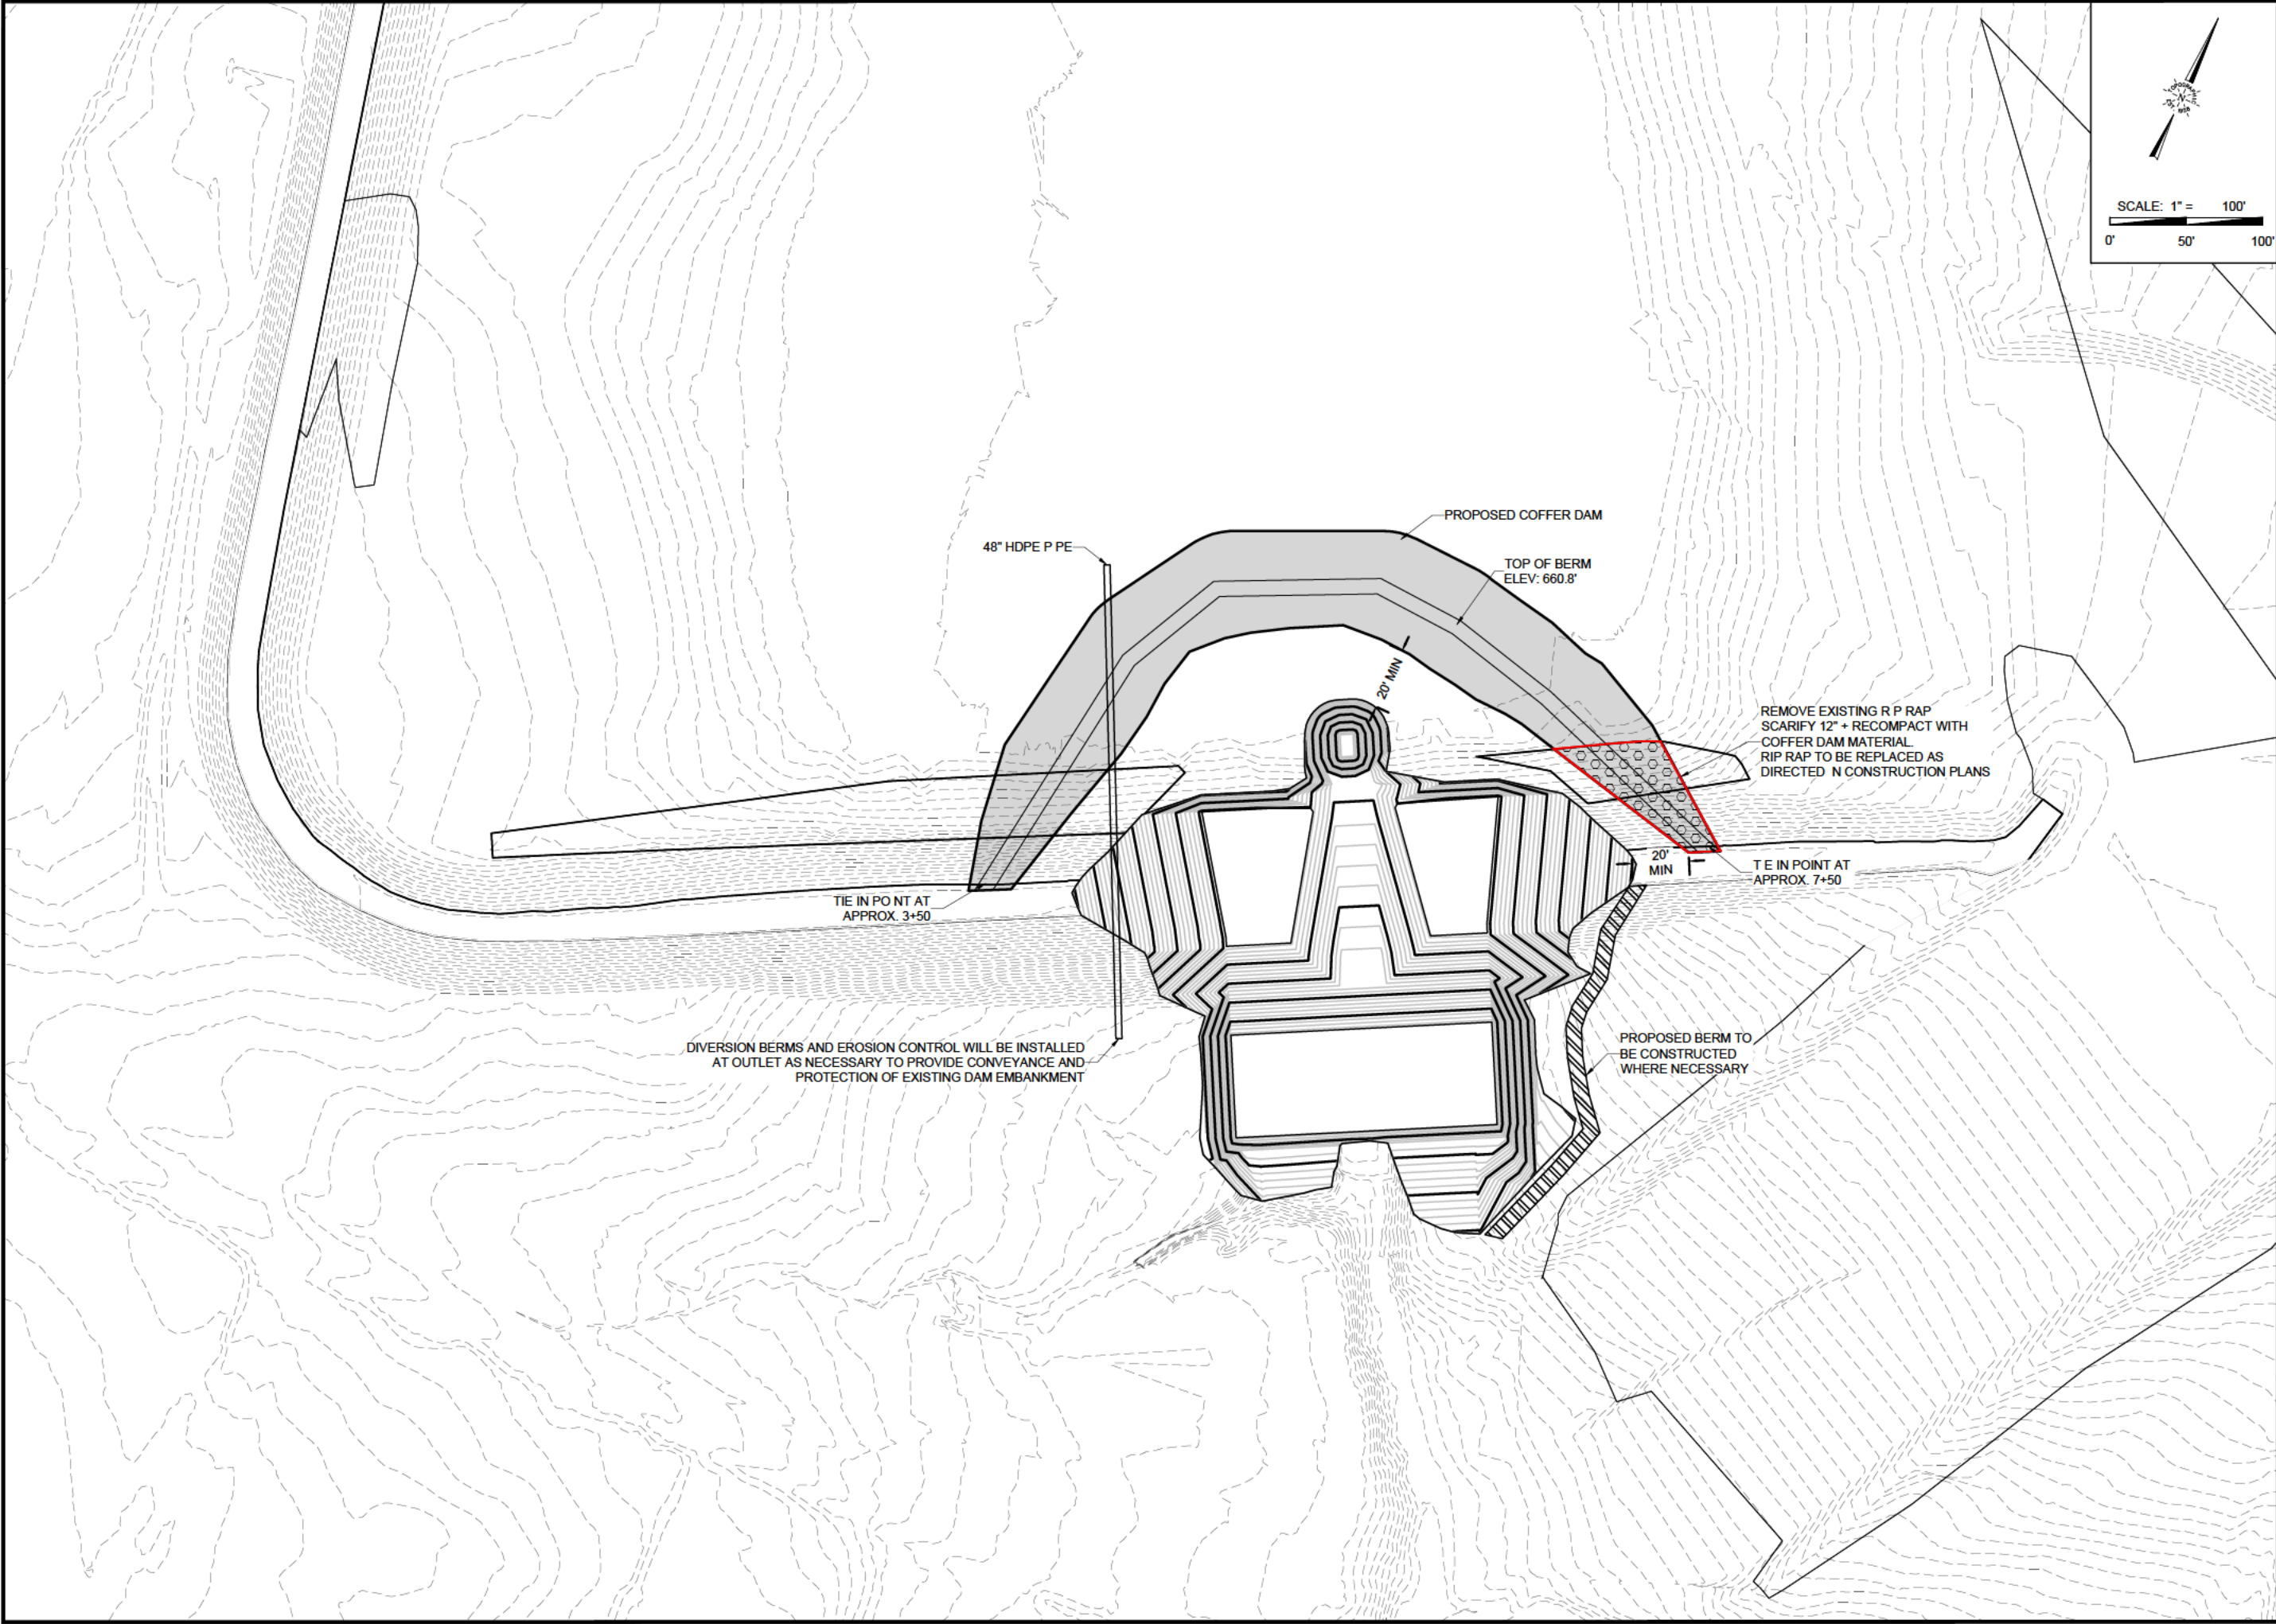 SCALE: 1" = 100'
0' 50' 100'
PROPOSED COFFER DAM
48" HDPE P PE
TOP OF BERM
ELEV: 660.8'
20' MIN
REMOVE EXISTING R P RAP
SCARIFY 12" + RECOMPACT WITH
COFFER DAM MATERIAL.
RIP RAP TO BE REPLACED AS
DIRECTED N CONSTRUCTION PLANS
20'
MIN
T E IN POINT AT
APPROX. 7+50
TIE IN PO NT AT
APPROX. 3+50
DIVERSION BERMS AND EROSION CONTROL WILL BE INSTALLED
AT OUTLET AS NECESSARY TO PROVIDE CONVEYANCE AND
PROTECTION OF EXISTING DAM EMBANKMENT
PROPOSED BERM TO
BE CONSTRUCTED
WHERE NECESSARY